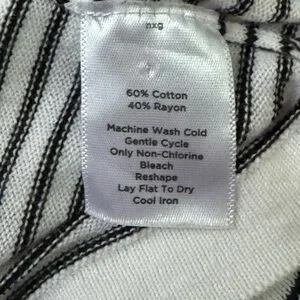 nxg
60% Cotton
40% Rayon
Machine Wash Cold
Gentle Cycle
Only Non-Chlorine
Bleach
Reshape
Lay Flat To Dry
Cool Iron